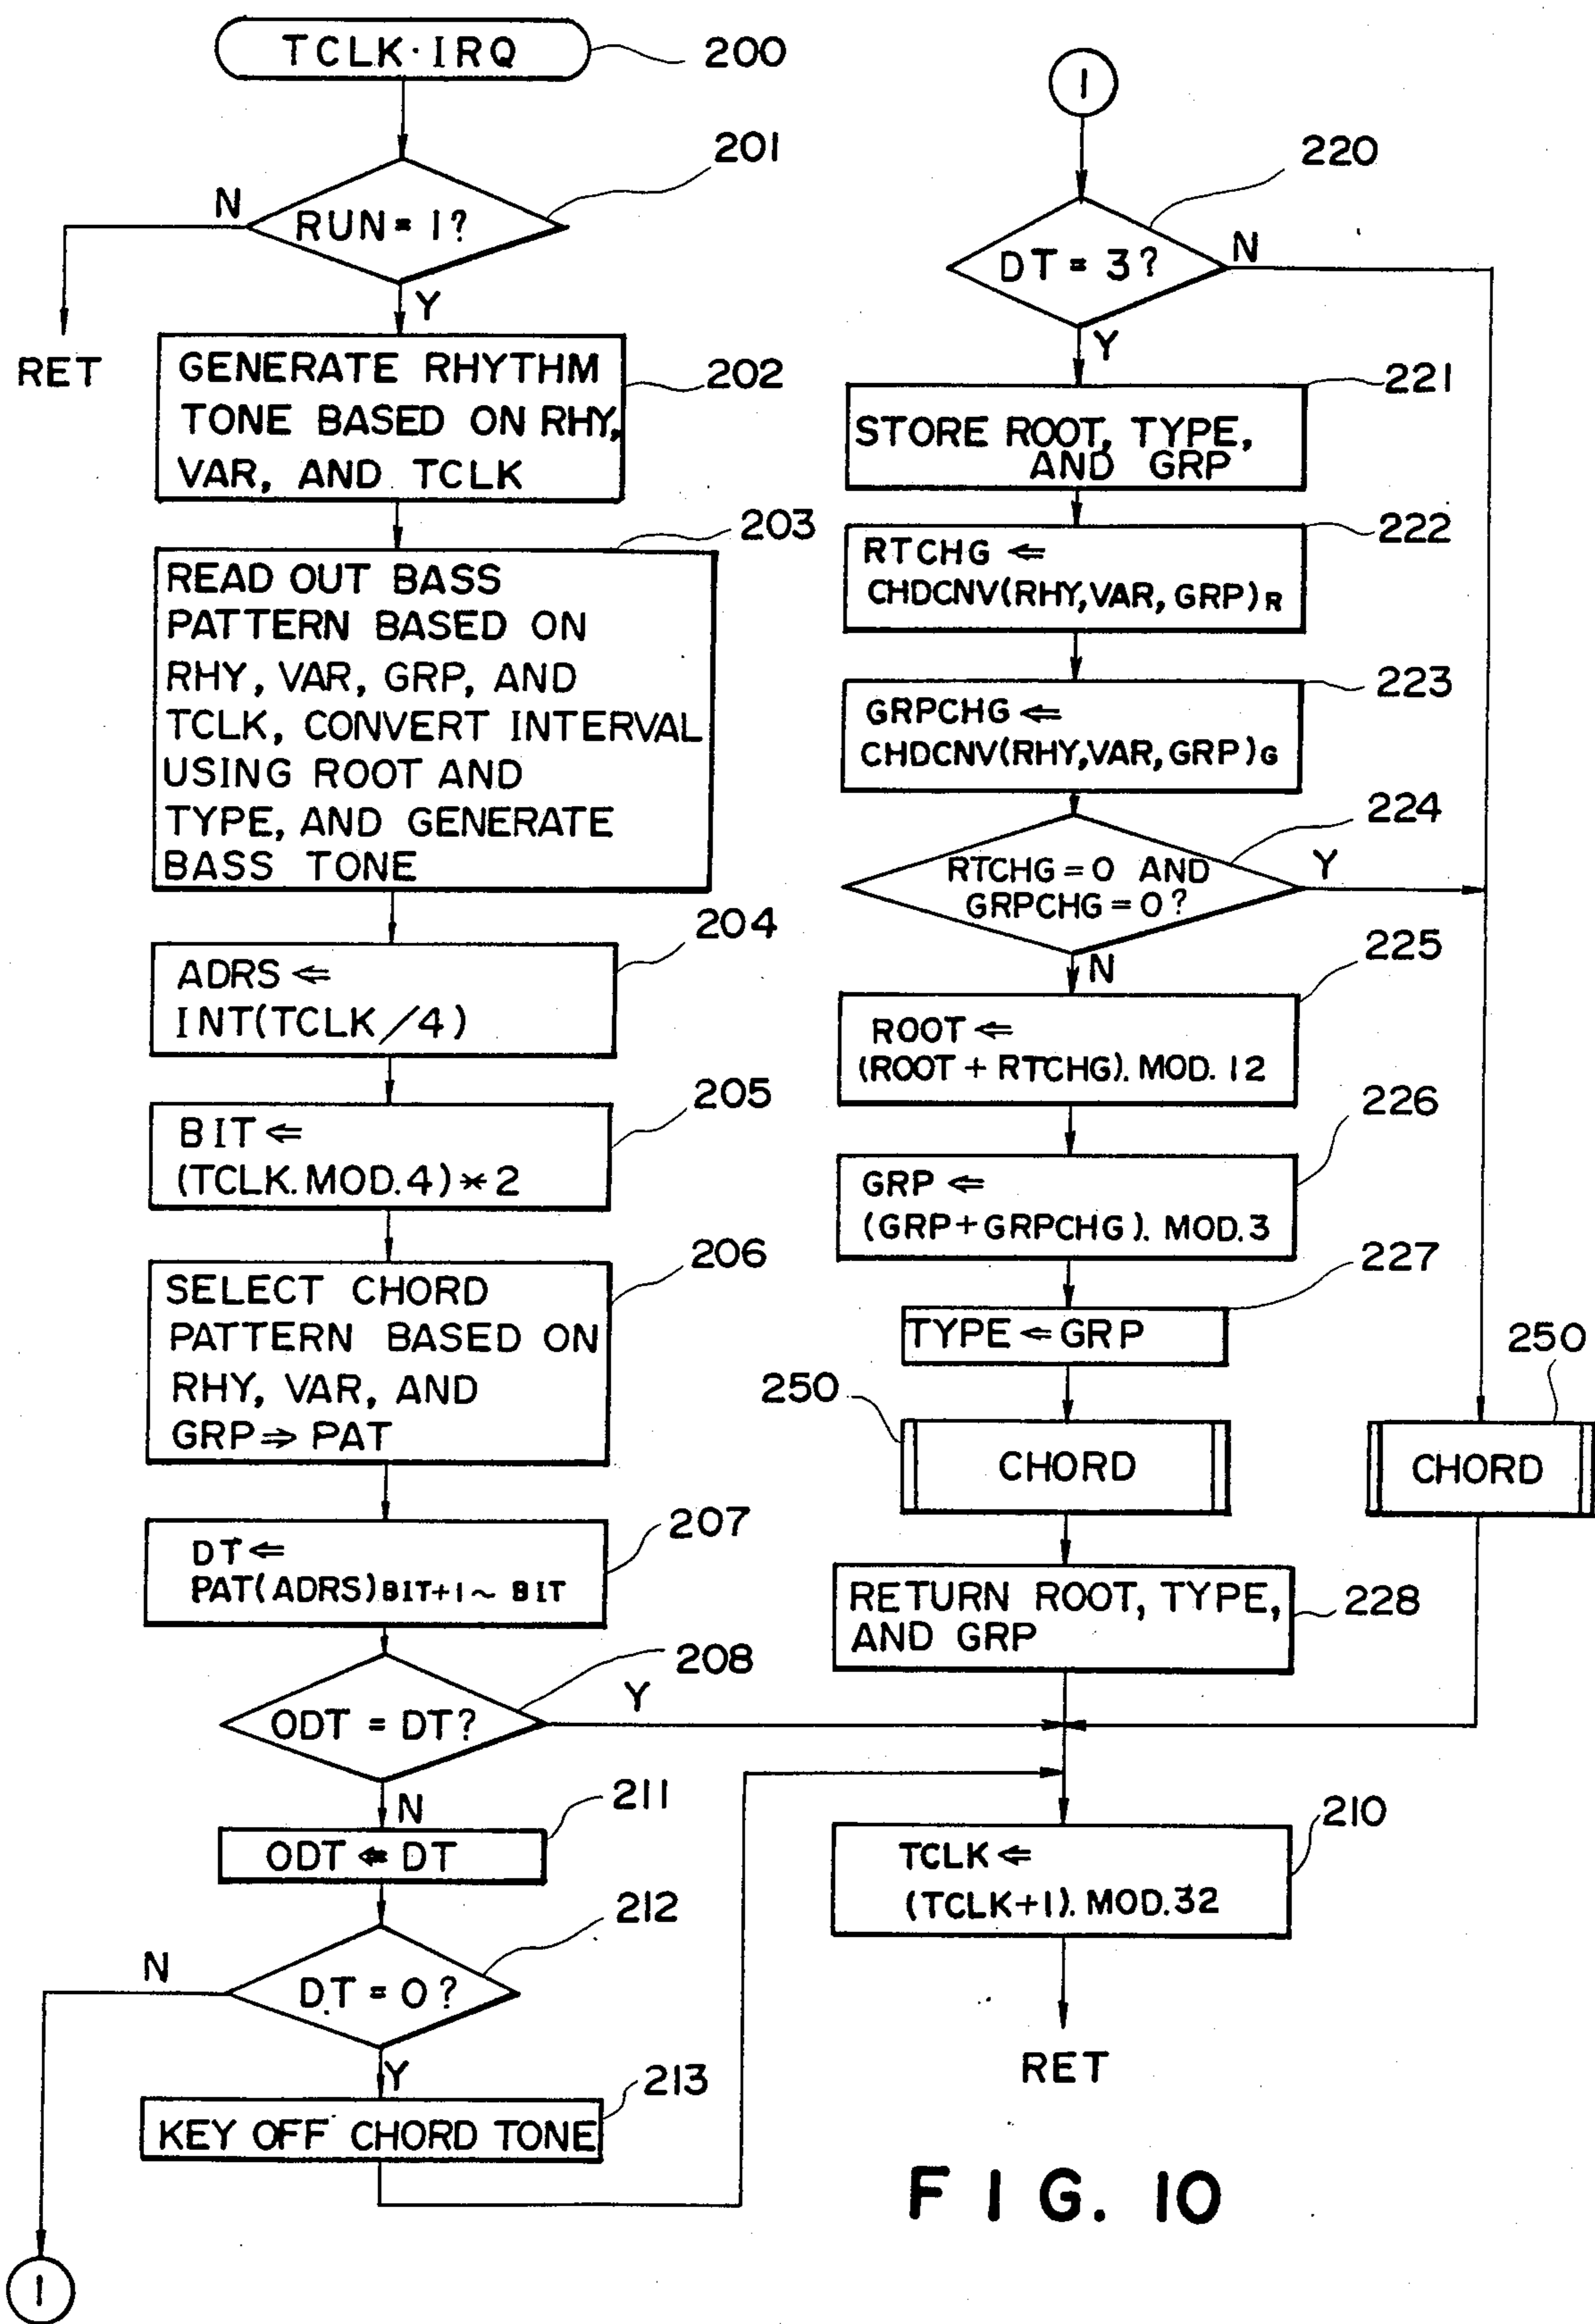 TCLK·IRQ
200
201
N
RUN = 1?
Y
RET
GENERATE RHYTHM
TONE BASED ON RHY,
VAR, AND TCLK
202
203
READ OUT BASS
PATTERN BASED ON
RHY, VAR, GRP, AND
TCLK, CONVERT INTERVAL
USING ROOT AND
TYPE, AND GENERATE
BASS TONE
204
ADRS ⇐
INT(TCLK/4)
205
BIT ⇐
(TCLK.MOD.4)*2
206
SELECT CHORD
PATTERN BASED ON
RHY, VAR, AND
GRP ⇒ PAT
207
DT ⇐
PAT(ADRS)BIT+1 ~ BIT
208
ODT = DT?
Y
N
211
ODT ⇐ DT
212
N
DT = 0?
Y
213
KEY OFF CHORD TONE
1
1
220
DT = 3?
N
Y
221
STORE ROOT, TYPE,
AND GRP
222
RTCHG ⇐
CHDCNV(RHY,VAR,GRP)R
223
GRPCHG ⇐
CHDCNV(RHY,VAR,GRP)G
224
RTCHG = 0 AND
GRPCHG = 0?
Y
N
225
ROOT ⇐
(ROOT + RTCHG). MOD. 12
226
GRP ⇐
(GRP+GRPCHG). MOD.3
227
TYPE ⇐ GRP
250
CHORD
250
CHORD
RETURN ROOT, TYPE,
AND GRP
228
210
TCLK ⇐
(TCLK+1). MOD.32
RET
FIG. 10